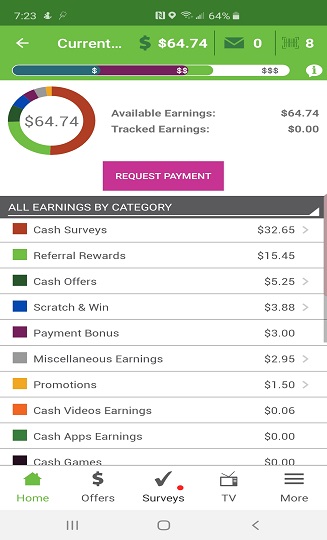 7:23 64%
Current... $ $64.74 0 8
$ $$ $$$ i
$64.74
Available Earnings: $64.74
Tracked Earnings: $0.00
REQUEST PAYMENT
ALL EARNINGS BY CATEGORY
Cash Surveys $32.65
Referral Rewards $15.45
Cash Offers $5.25
Scratch & Win $3.88
Payment Bonus $3.00
Miscellaneous Earnings $2.95
Promotions $1.50
Cash Videos Earnings $0.06
Cash Apps Earnings $0.00
Cash Games $0.00
Home Offers Surveys TV More